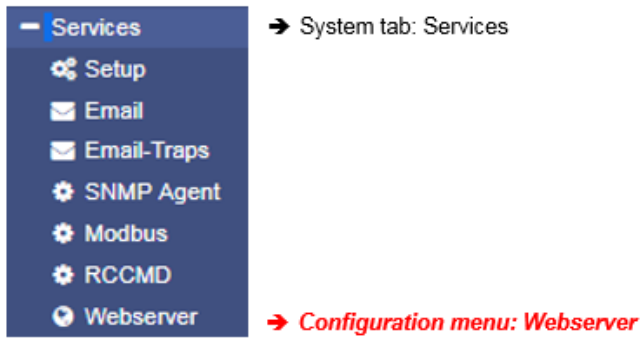 Services ➔ System tab: Services
Setup
Email
Email-Traps
SNMP Agent
Modbus
RCCMD
Webserver ➔ Configuration menu: Webserver